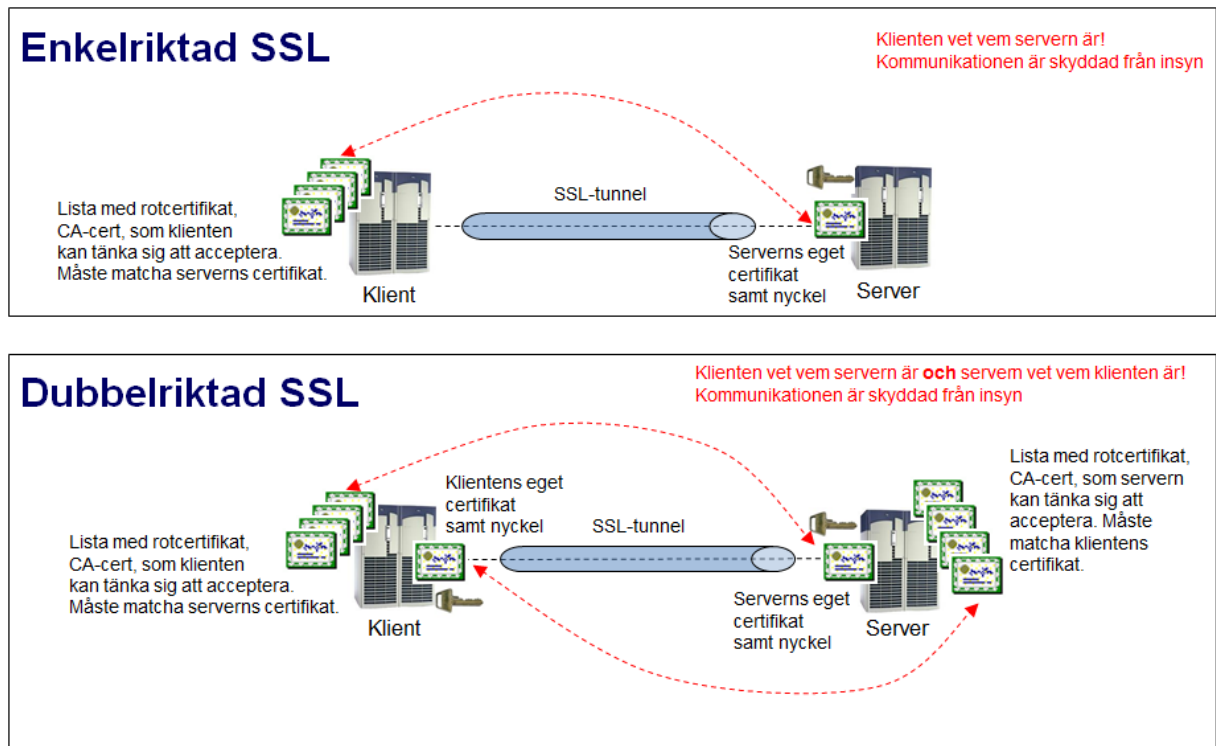 Enkelriktad SSL
Klienten vet vem servern är!
Kommunikationen är skyddad från insyn
Lista med rotcertifikat,
CA-cert, som klienten
kan tänka sig att acceptera.
Måste matcha serverns certifikat.
Klient
SSL-tunnel
Serverns eget
certifikat
samt nyckel
Server
Dubbelriktad SSL
Klienten vet vem servern är och servern vet vem klienten är!
Kommunikationen är skyddad från insyn
Lista med rotcertifikat,
CA-cert, som klienten
kan tänka sig att acceptera.
Måste matcha serverns certifikat.
Klientens eget
certifikat
samt nyckel
Klient
SSL-tunnel
Serverns eget
certifikat
samt nyckel
Server
Lista med rotcertifikat,
CA-cert, som servern
kan tänka sig att
acceptera. Måste
matcha klientens
certifikat.